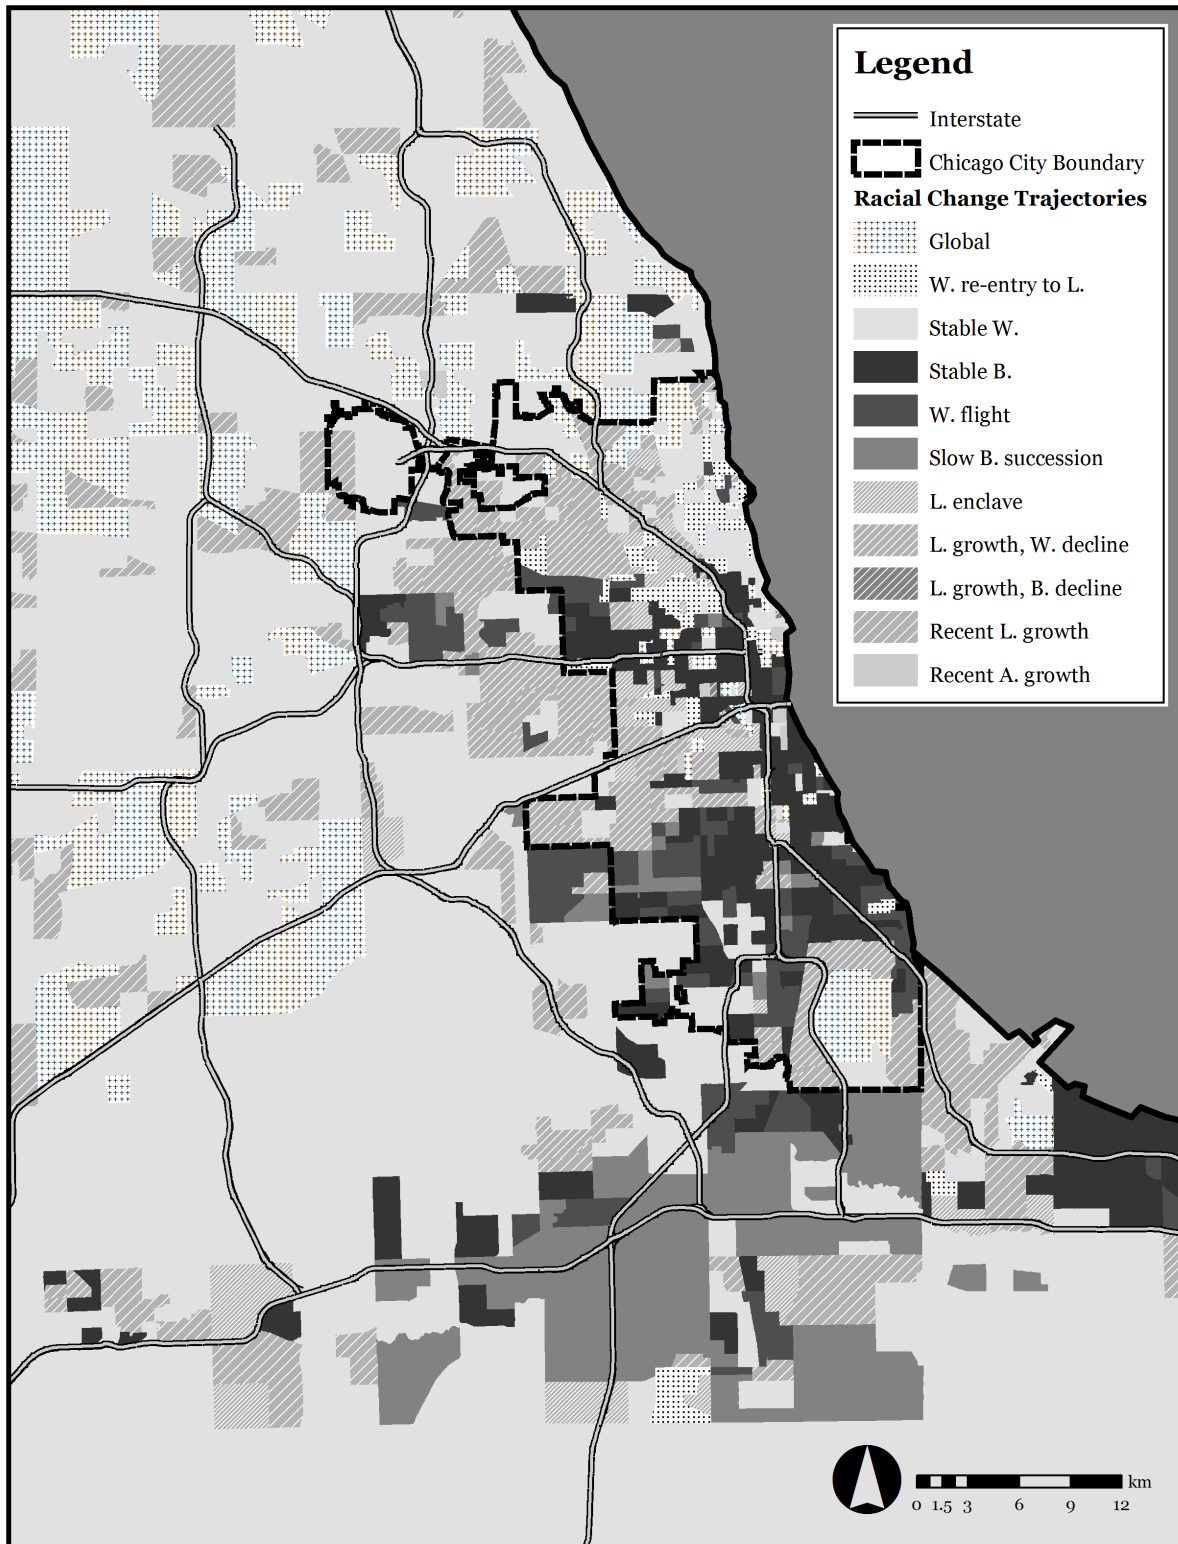 Legend
Interstate
Chicago City Boundary
Racial Change Trajectories
Global
W. re-entry to L.
Stable W.
Stable B.
W. flight
Slow B. succession
L. enclave
L. growth, W. decline
L. growth, B. decline
Recent L. growth
Recent A. growth
km
0 1.5 3 6 9 12